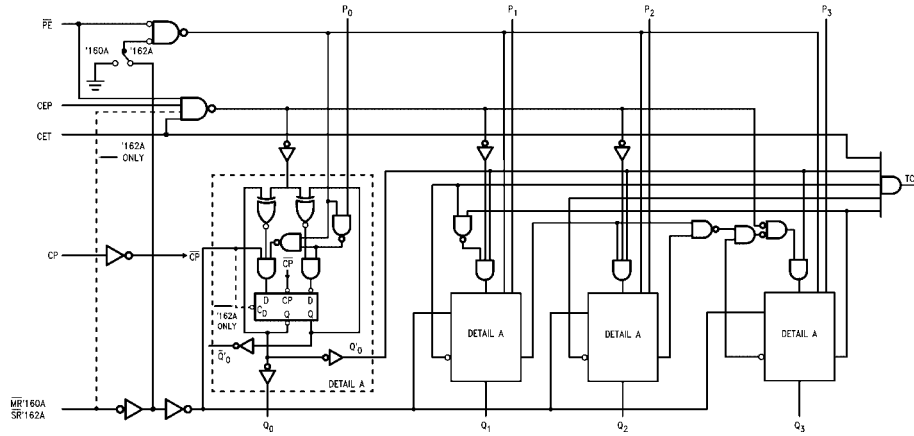 P0 P1 P2 P3
PE
'160A '162A
CEP
CET
'162A
ONLY
TC
CP CP
CP
D CP D
CD
Q Q
'162A
ONLY
Q'0 Q'0
DETAIL A
DETAIL A DETAIL A DETAIL A
MR'160A
SR'162A
Q0 Q1 Q2 Q3